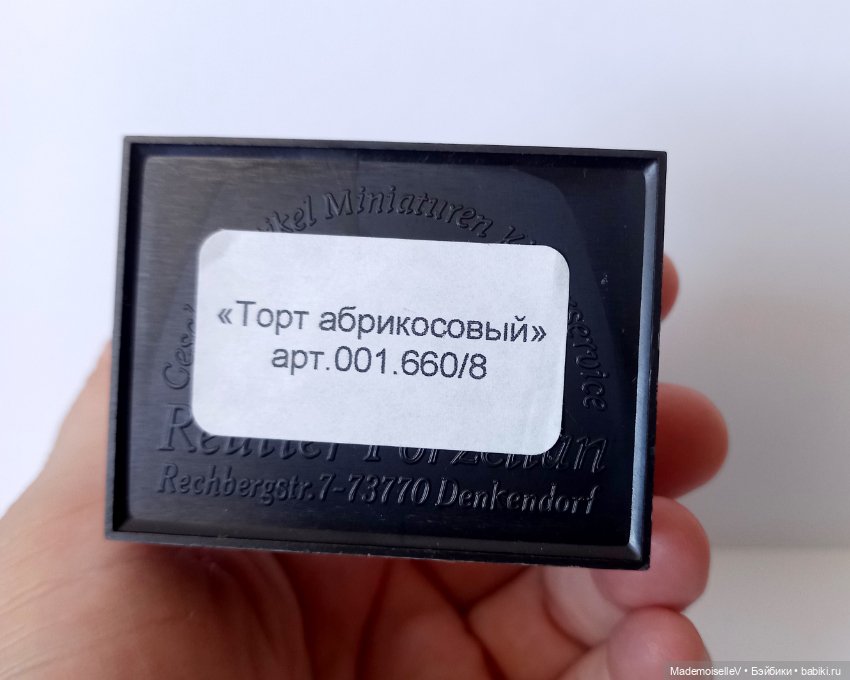 Miniaturen
«Торт абрикосовый»
арт.001.660/8
Rechbergstr.7-73770 Denkendorf
MademoiselleV • Бэйбики • babiki.ru